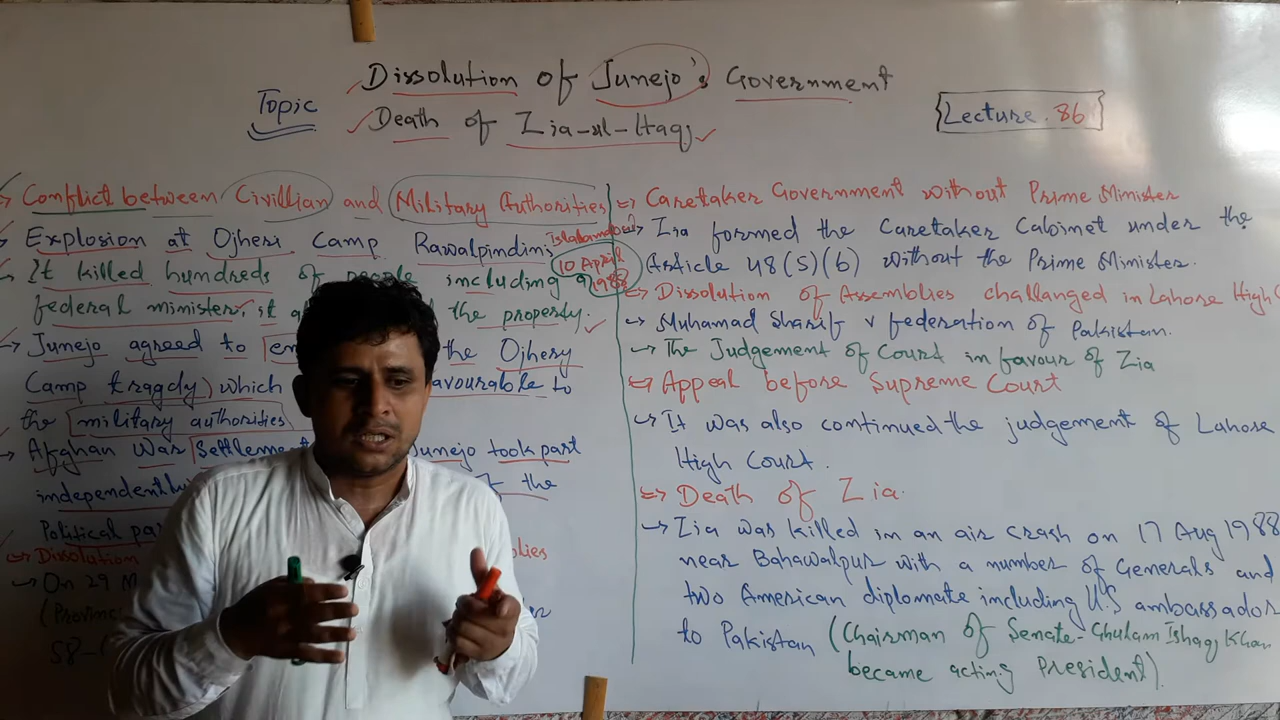 Dissolution of Junejo's Government
Topic
Death of Zia-ul-Haq
Lecture. 86
Conflict between Civillian and Military Authorities
Explosion at Ojheri Camp Rawalpindi
Islamabad
10 April
1988
It killed hundreds of people including a
federal minister. it the property.
Junejo agreed to the Ojhery
Camp tragdy) which avourable to
the military authorities
Afghan War Settlement Junejo took part
independently of the
Political
Dissolation
On 29 M
(Province
58-(
Caretaker Government without Prime Minister
Zia formed the Caretaker Cabinet under the
Article 48(5)(b) without the Prime Minister.
Dissolution of Assemblies challanged in Lahore High
Muhamad Sharif v federation of Pakistan.
The Judgement of Court in favour of Zia
Appeal before Supreme Court
It was also continued the judgement of Lahore
High Court.
Death of Zia.
Zia was killed in an air crash on 17 Aug 1988
near Bahawalpur with a number of Generals and
two American diplomate including U.S ambassador
to Pakistan (Chairman of Senate-Ghulam Ishaq Khan
became acting President).